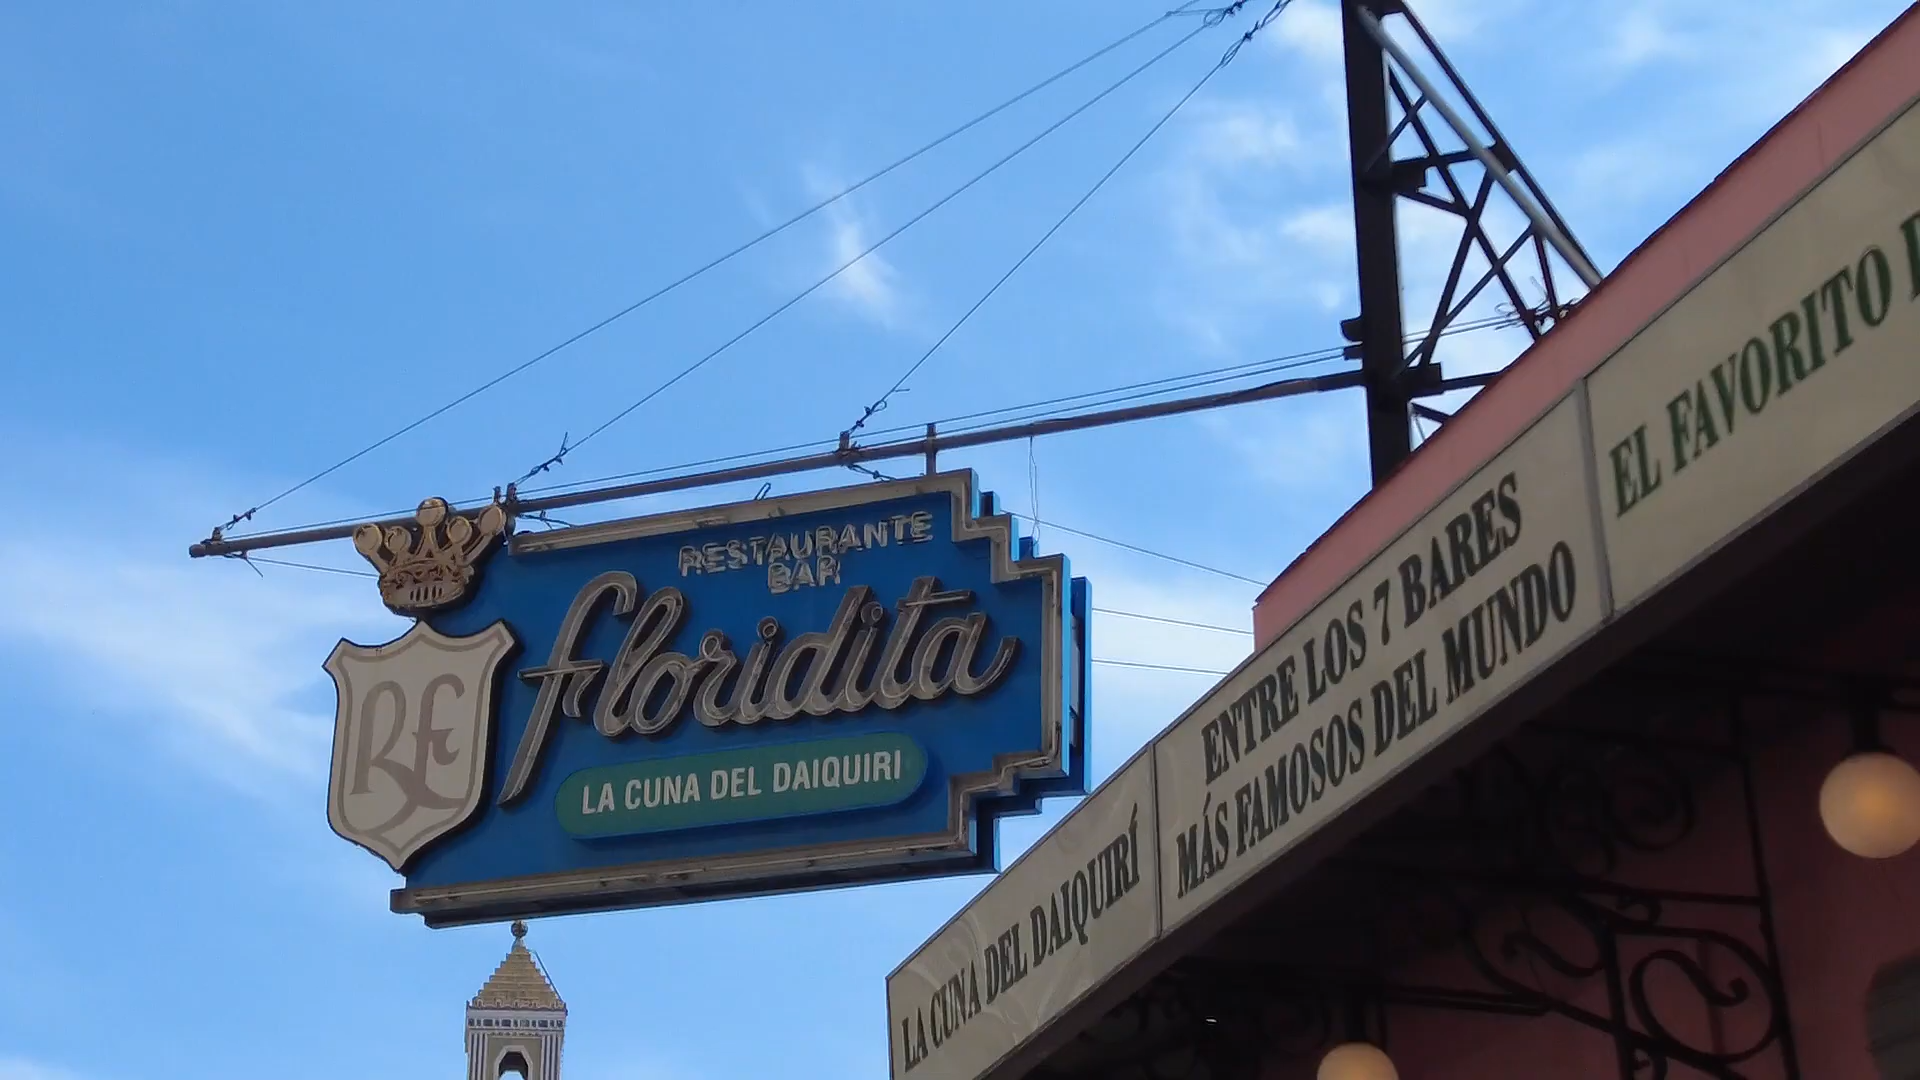 RESTAURANTE
BAR
floridita
LA CUNA DEL DAIQUIRI
RF
LA CUNA DEL DAIQUIRÍ
ENTRE LOS 7 BARES
MÁS FAMOSOS DEL MUNDO
EL FAVORITO